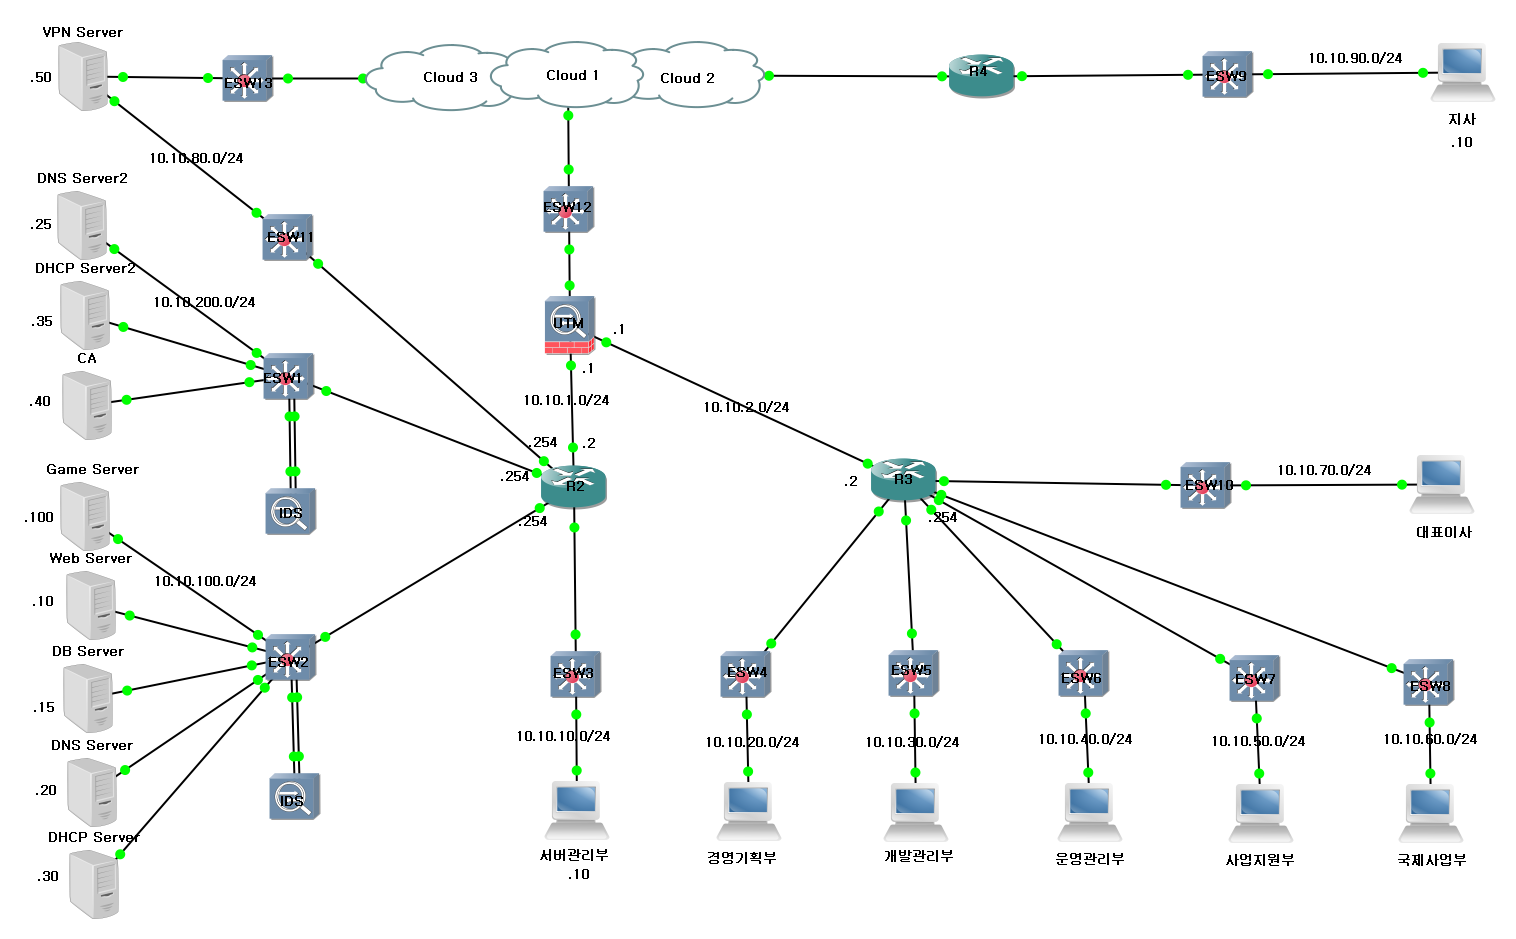 VPN Server
.50
ESW13
Cloud 3
Cloud 1
Cloud 2
R4
ESW9
10.10.90.0/24
지사
.10
10.10.80.0/24
DNS Server2
.25
ESW11
ESW12
DHCP Server2
.35
10.10.200.0/24
UTM
.1
.1
CA
.40
ESW1
10.10.1.0/24
10.10.2.0/24
.254
.2
.254
R2
.254
IDS
Game Server
.100
.2
R3
.254
ESW10
10.10.70.0/24
대표이사
Web Server
.10
10.10.100.0/24
DB Server
.15
ESW2
ESW3
ESW4
ESW5
ESW6
ESW7
ESW8
DNS Server
.20
10.10.10.0/24
10.10.20.0/24
10.10.30.0/24
10.10.40.0/24
10.10.50.0/24
10.10.60.0/24
IDS
DHCP Server
.30
서버관리부
.10
경영기획부
개발관리부
운영관리부
사업지원부
국제사업부